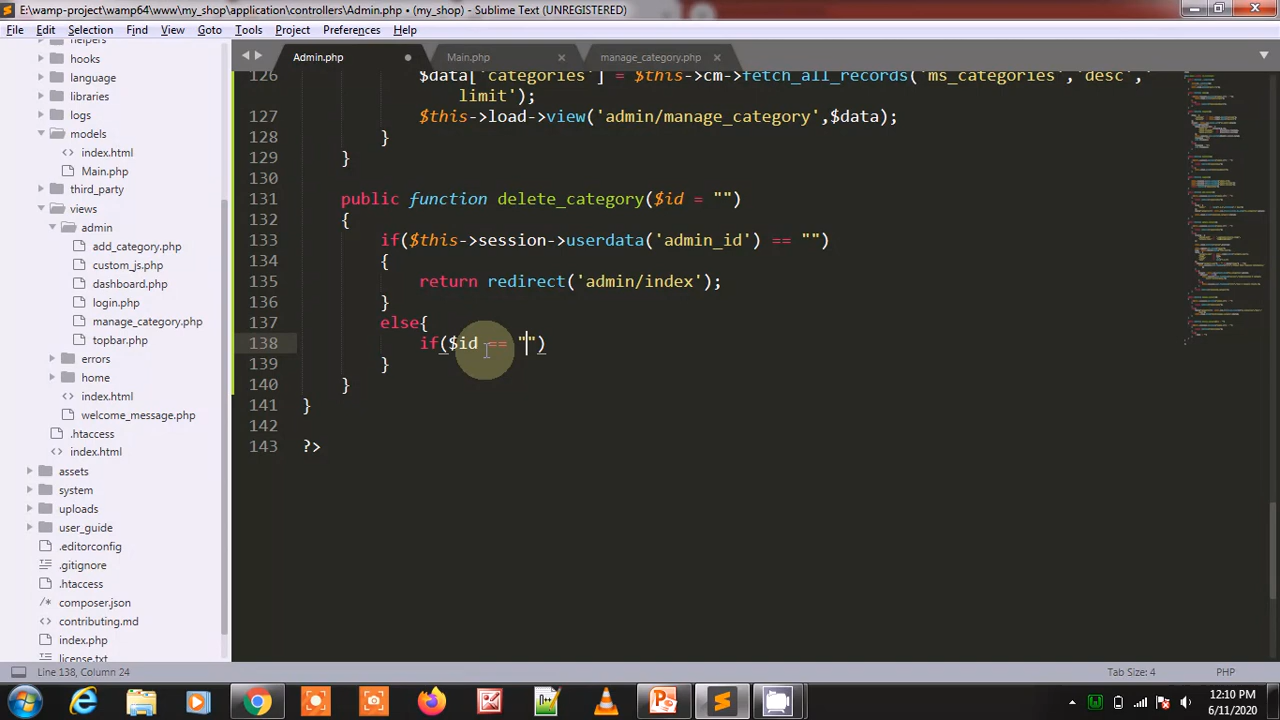 E:\wamp-project\wamp64\www\my_shop\application\controllers\Admin.php • (my_shop) - Sublime Text (UNREGISTERED)
File Edit Selection Find View Goto Tools Project Preferences Help
Admin.php Main.php manage_category.php
helpers
hooks
language
libraries
logs
models
index.html
Main.php
third_party
views
admin
add_category.php
custom_js.php
dashboard.php
login.php
manage_category.php
topbar.php
errors
home
index.html
welcome_message.php
.htaccess
index.html
assets
system
uploads
user_guide
.editorconfig
.gitignore
.htaccess
composer.json
contributing.md
index.php
license.txt
126 $data['categories'] = $this->cm->fetch_all_records('ms_categories','desc','
limit');
127 $this->load->view('admin/manage_category',$data);
128 }
129 }
130
131 public function delete_category($id = "")
132 {
133 if($this->session->userdata('admin_id') == "")
134 {
135 return redirect('admin/index');
136 }
137 else{
138 if($id == "")
139 }
140 }
141 }
142
143 ?>
Line 138, Column 24 Tab Size: 4 PHP
12:10 PM
6/11/2020